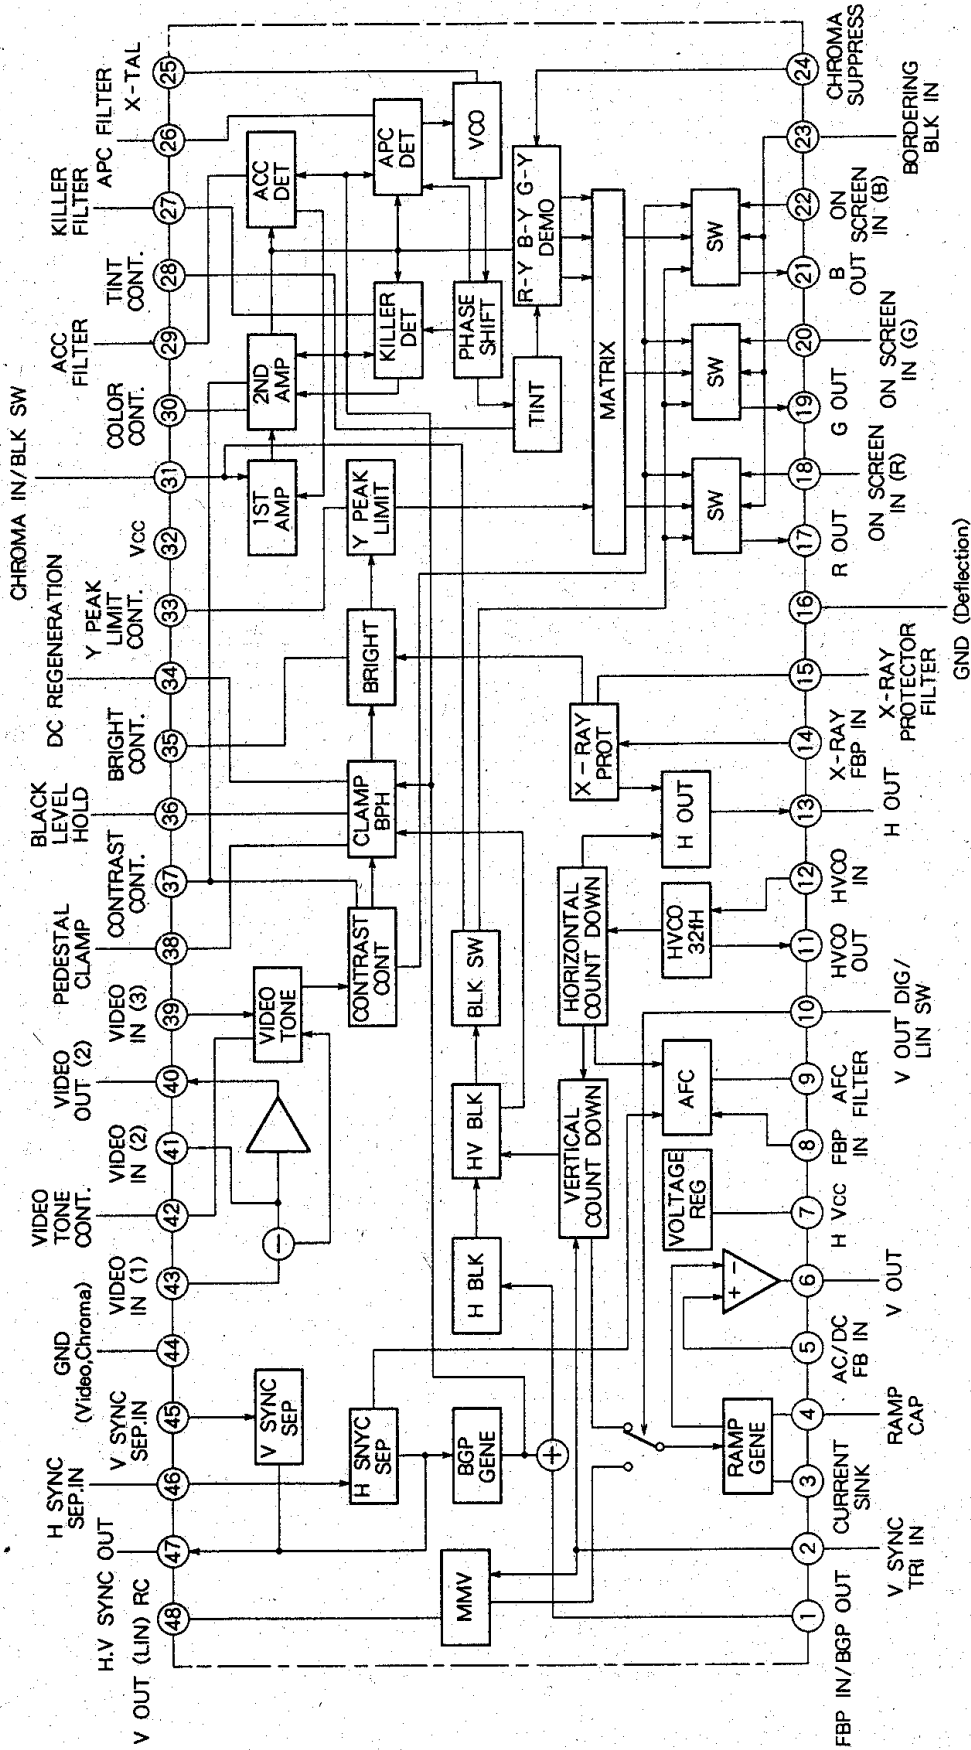 H.V SYNC OUT
V OUT (LIN) RC
48
47
H SYNC
SEP.IN
46
V SYNC
SEP.IN
45
GND
(Video,Chroma)
44
VIDEO
IN (1)
43
VIDEO
TONE
CONT.
42
VIDEO
IN (2)
41
VIDEO
OUT (2)
40
VIDEO
IN (3)
39
PEDESTAL
CLAMP
38
CONTRAST
CONT.
37
BLACK
LEVEL
HOLD
36
BRIGHT
CONT.
35
DC REGENERATION
34
Y PEAK
LIMIT
CONT.
33
Vcc
32
CHROMA IN/BLK SW
31
COLOR
CONT.
30
ACC
FILTER
29
TINT
CONT.
28
KILLER
FILTER
27
APC FILTER
26
X-TAL
25
V SYNC
SEP
−
VIDEO
TONE
1ST
AMP
2ND
AMP
ACC
DET
H SNYC
SEP
CONTRAST
CONT
CLAMP
BPH
BRIGHT
Y PEAK
LIMIT
KILLER
DET
APC
DET
MMV
BGP
GENE
+
H BLK
HV BLK
BLK SW
TINT
PHASE
SHIFT
VCO
R-Y B-Y G-Y
DEMO
MATRIX
VERTICAL
COUNT DOWN
HORIZONTAL
COUNT DOWN
X-RAY
PROT
RAMP
GENE
+ −
VOLTAGE
REG
AFC
HVCO
32fH
H OUT
SW
SW
SW
1
FBP IN/BGP OUT
2
V SYNC
TRI IN
3
CURRENT
SINK
4
RAMP
CAP
5
AC/DC
FB IN
6
V OUT
7
H Vcc
8
FBP
IN
9
AFC
FILTER
10
V OUT DIG/
LIN SW
11
HVCO
OUT
12
HVCO
IN
13
H OUT
14
X-RAY
FBP IN
15
X-RAY
PROTECTOR
FILTER
16
GND (Deflection)
17
R OUT
18
ON SCREEN
IN (R)
19
G OUT
20
ON SCREEN
IN (G)
21
B
OUT
22
ON
SCREEN
IN (B)
23
BORDERING
BLK IN
24
CHROMA
SUPPRESS